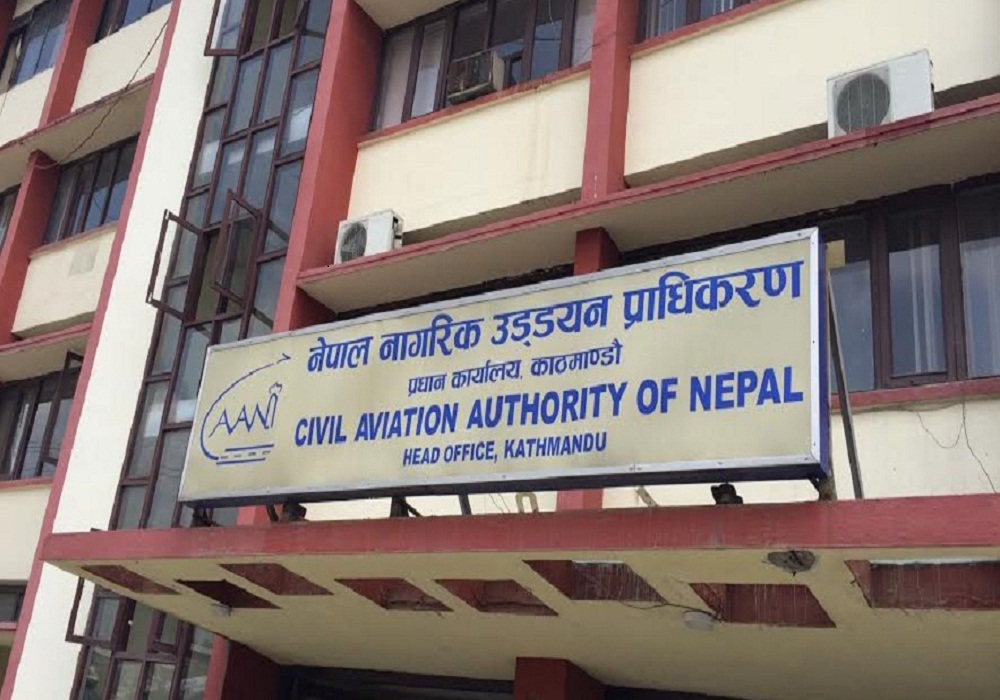 नेपाल नागरिक उड्डयन प्राधिकरण
प्रधान कार्यालय, काठमाण्डौ
CIVIL AVIATION AUTHORITY OF NEPAL
HEAD OFFICE, KATHMANDU
CAAN